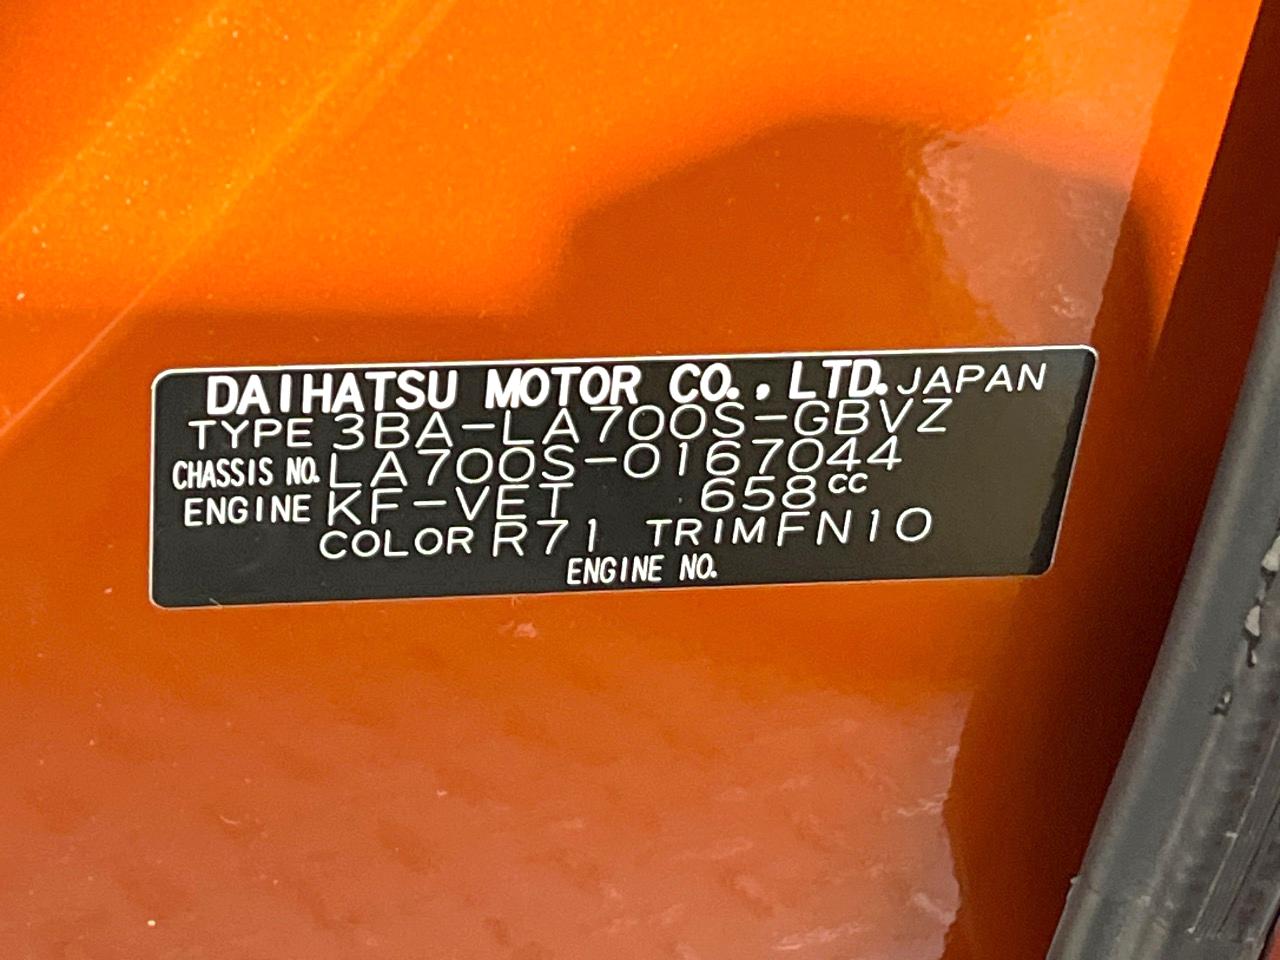 DAIHATSU MOTOR CO., LTD. JAPAN
TYPE 3BA-LA700S-GBVZ
CHASSIS NO. LA700S-0167044
ENGINE KF-VET 658cc
COLOR R71 TRIM FN10
ENGINE NO.